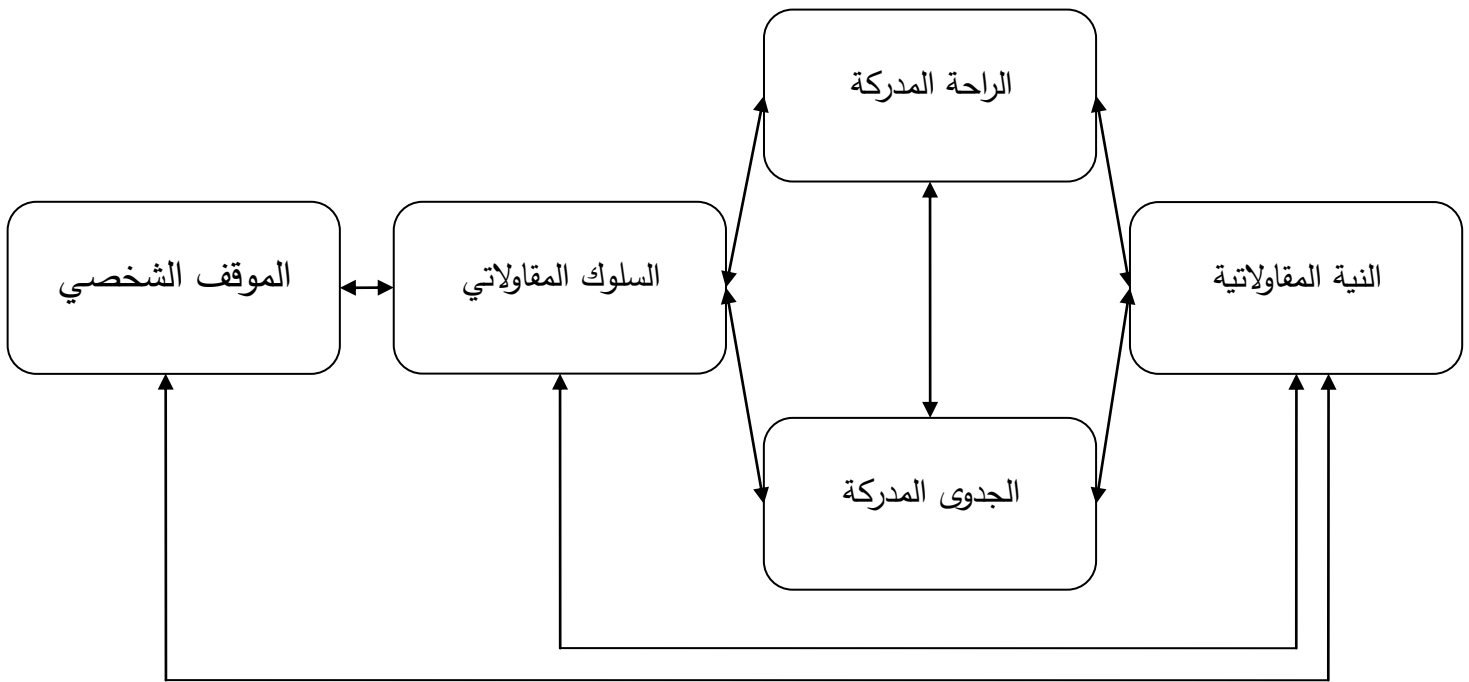 الراحة المدركة
النية المقاولاتية
السلوك المقاولاتي
الموقف الشخصي
الجدوى المدركة